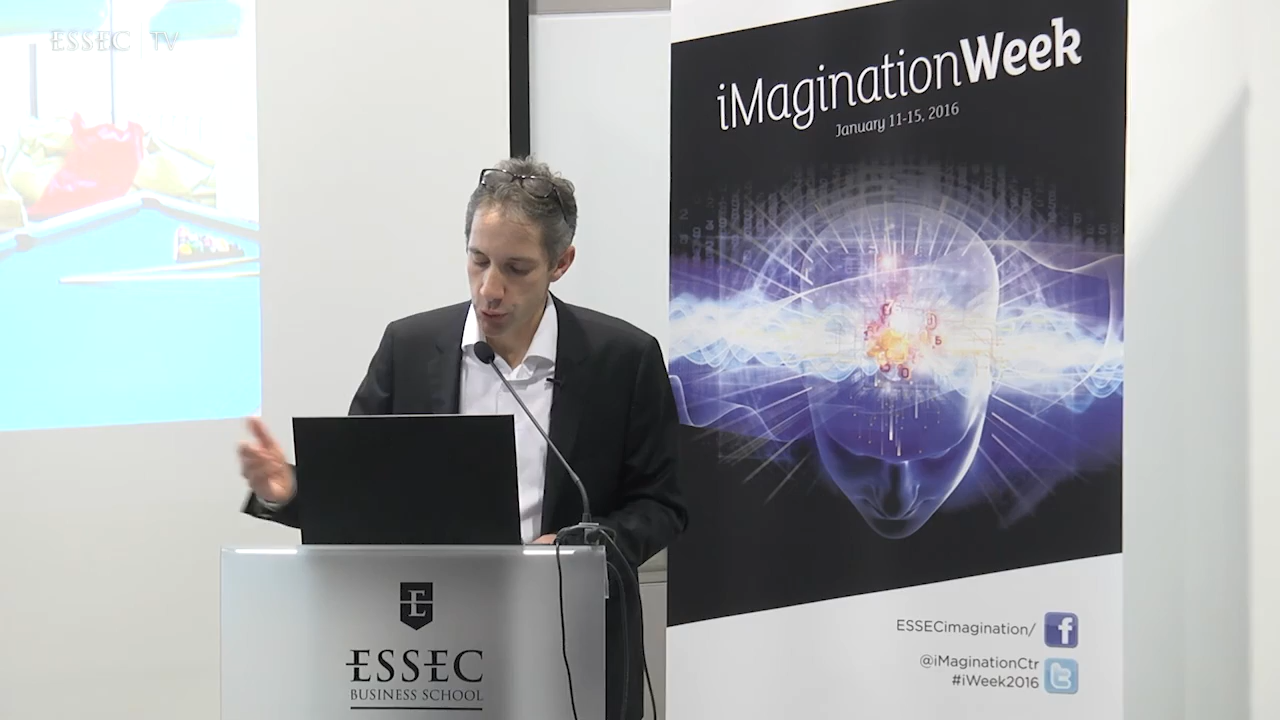 ESSEC TV
iMaginationWeek
January 11-15, 2016
ESSECimagination/
@iMaginationCtr
#iWeek2016
E
ESSEC
BUSINESS SCHOOL